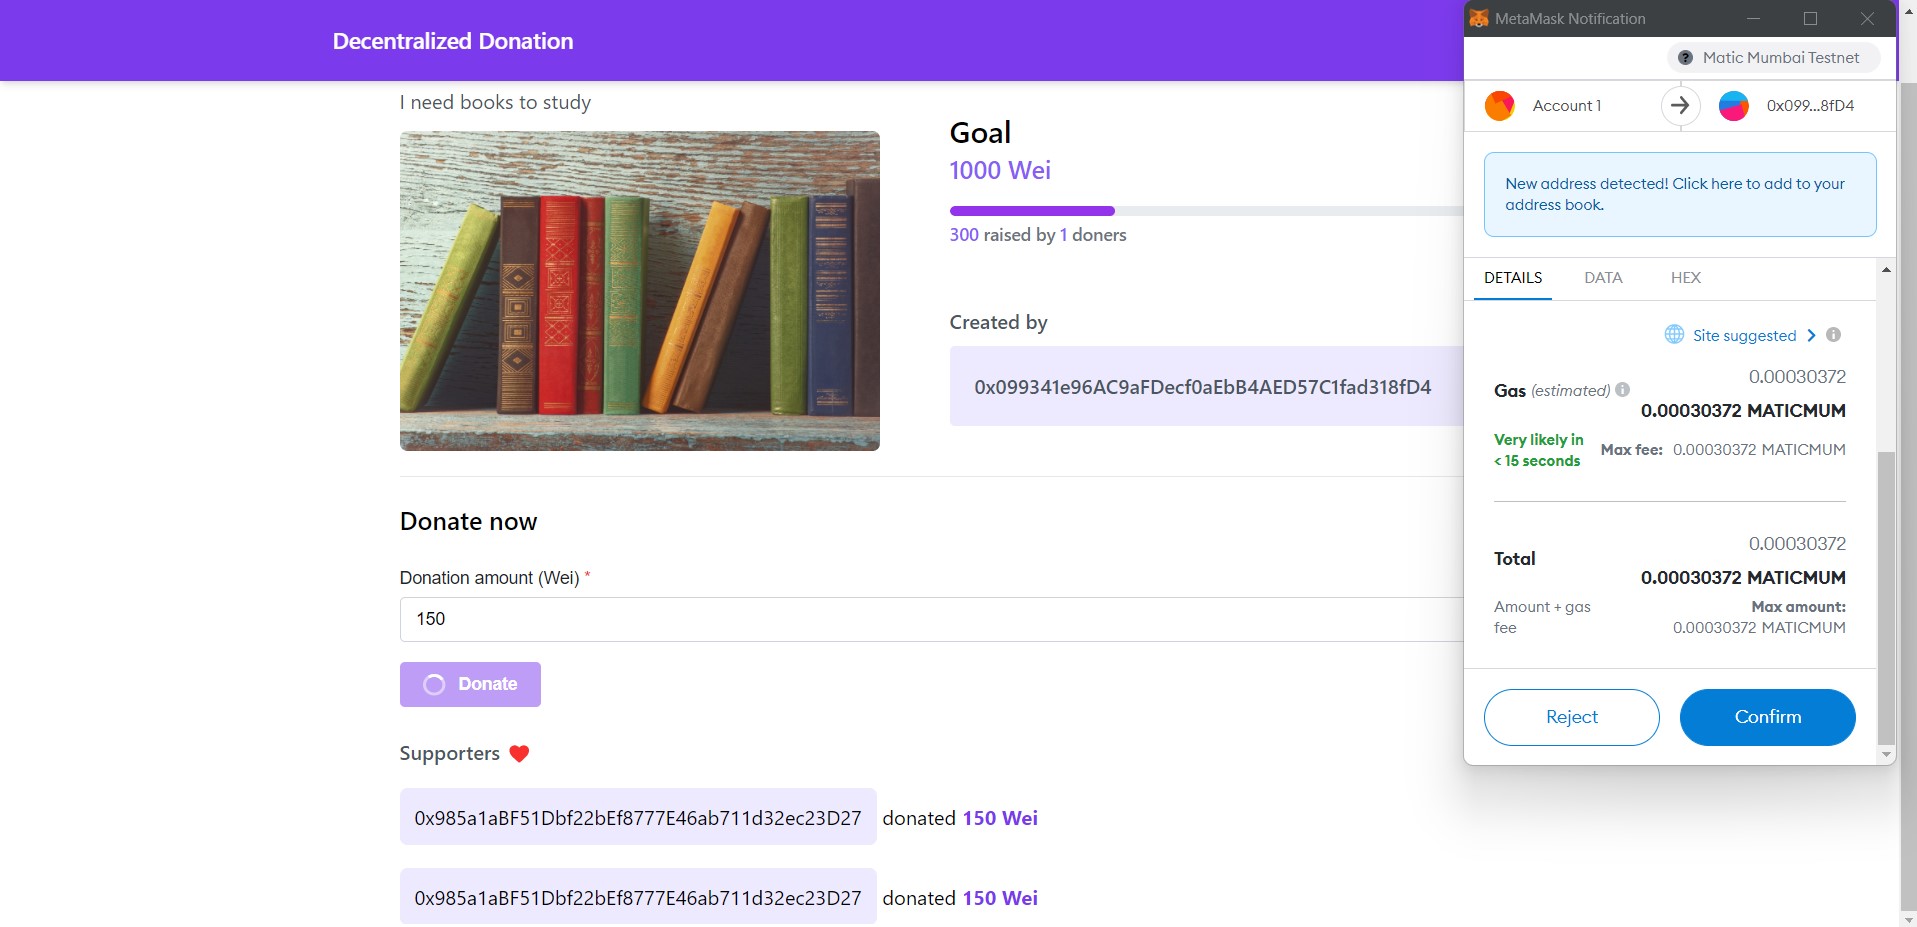 Decentralized Donation
I need books to study
Goal
1000 Wei
300 raised by 1 doners
Created by
0x099341e96AC9aFDecf0aEbB4AED57C1fad318fD4
Donate now
Donation amount (Wei) *
150
Donate
Supporters
0x985a1aBF51Dbf22bEf8777E46ab711d32ec23D27 donated 150 Wei
0x985a1aBF51Dbf22bEf8777E46ab711d32ec23D27 donated 150 Wei
MetaMask Notification
Matic Mumbai Testnet
Account 1
0x099...8fD4
New address detected! Click here to add to your
address book.
DETAILS DATA HEX
Site suggested
0.00030372
Gas (estimated)
0.00030372 MATICMUM
Very likely in
< 15 seconds
Max fee: 0.00030372 MATICMUM
0.00030372
Total
0.00030372 MATICMUM
Amount + gas
fee
Max amount:
0.00030372 MATICMUM
Reject
Confirm